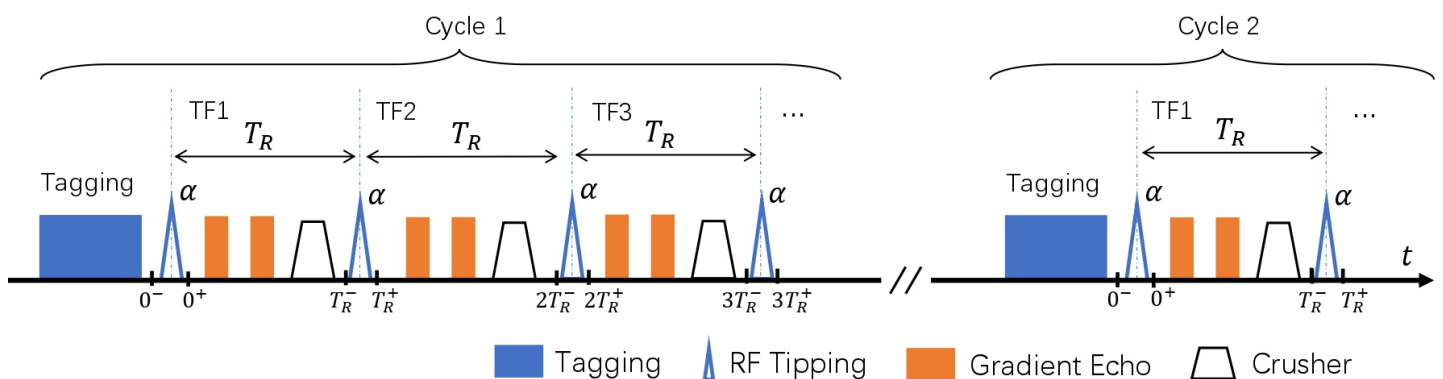 Cycle 1 Cycle 2
TF1 TF2 TF3 ... TF1 ...
T_R T_R T_R T_R
Tagging α α α α Tagging α α
t
0⁻ 0⁺ T_R⁻ T_R⁺ 2T_R⁻ 2T_R⁺ 3T_R⁻ 3T_R⁺ // 0⁻ 0⁺ T_R⁻ T_R⁺
Tagging RF Tipping Gradient Echo Crusher